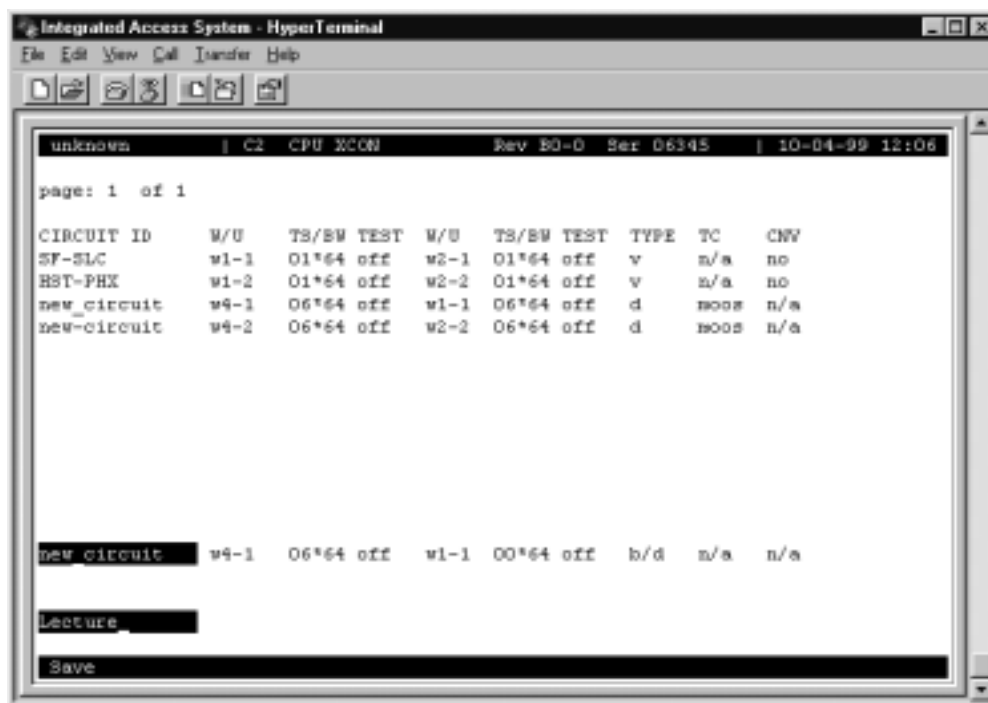 Integrated Access System - HyperTerminal
File Edit View Call Transfer Help
unknown | C2 CPU XCON Rev B0-0 Ser 06345 | 10-04-99 12:06
page: 1 of 1
CIRCUIT ID W/U TS/BW TEST W/U TS/BW TEST TYPE TC CNV
SF-SLC w1-1 01*64 off w2-1 01*64 off v n/a no
HST-PHX w1-2 01*64 off w2-2 01*64 off v n/a no
new_circuit w4-1 06*64 off w1-1 06*64 off d moos n/a
new-circuit w4-2 06*64 off w2-2 06*64 off d moos n/a
new_circuit w4-1 06*64 off w1-1 00*64 off b/d n/a n/a
Lecture_
Save